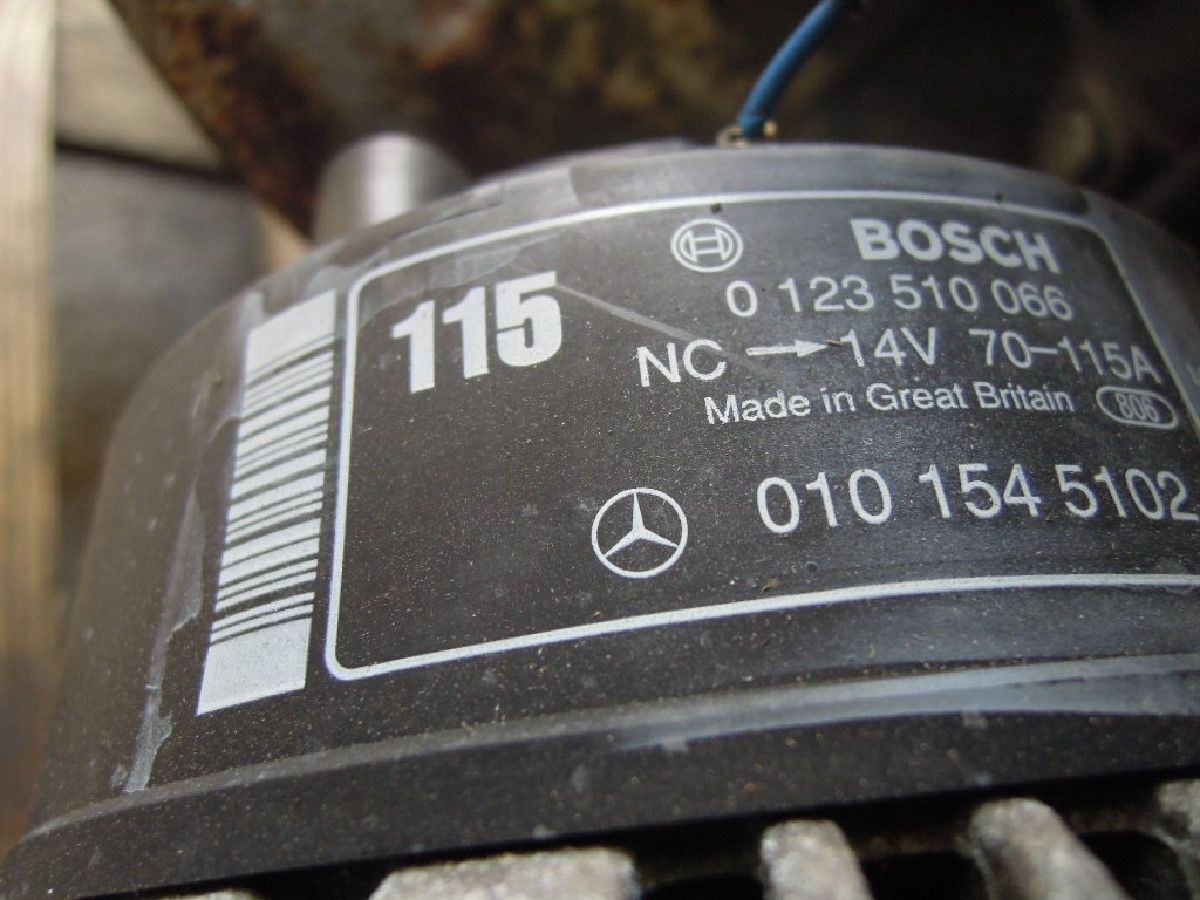 115
BOSCH
0 123 510 066
NC → 14V 70-115A
Made in Great Britain 806
010 154 5102